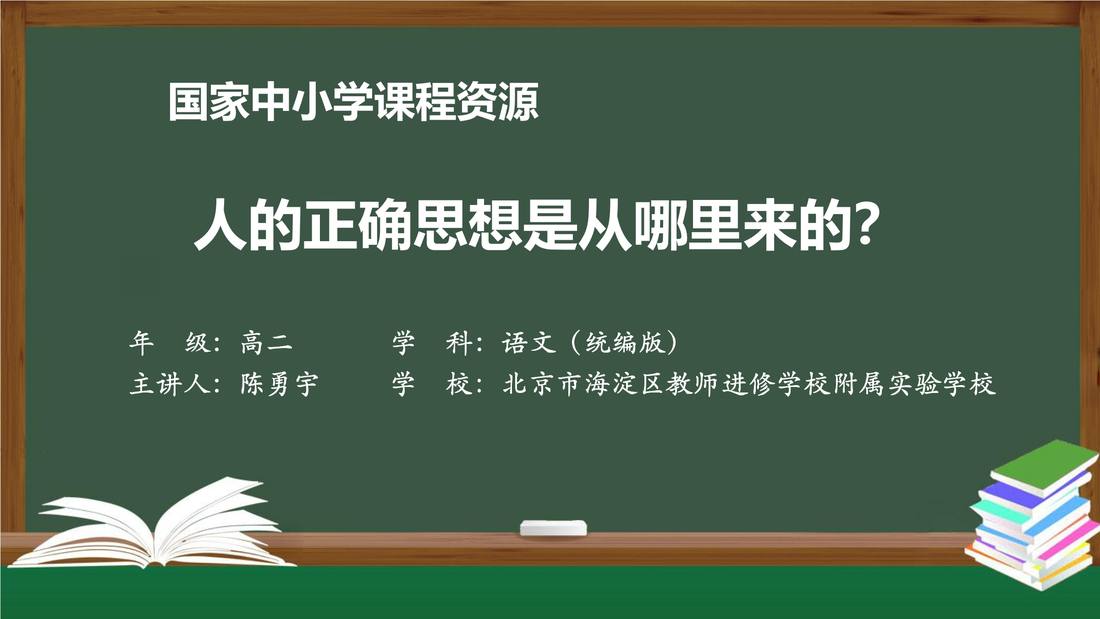 国家中小学课程资源
人的正确思想是从哪里来的？
年 级：高二 学 科：语文（统编版）
主讲人：陈勇宇 学 校：北京市海淀区教师进修学校附属实验学校